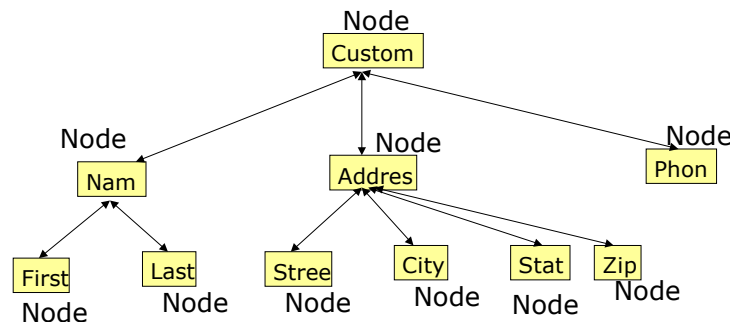 Node
Custom
Node
Node
Node
Nam
Addres
Phon
First
Last
Stree
City
Stat
Zip
Node
Node
Node
Node
Node
Node